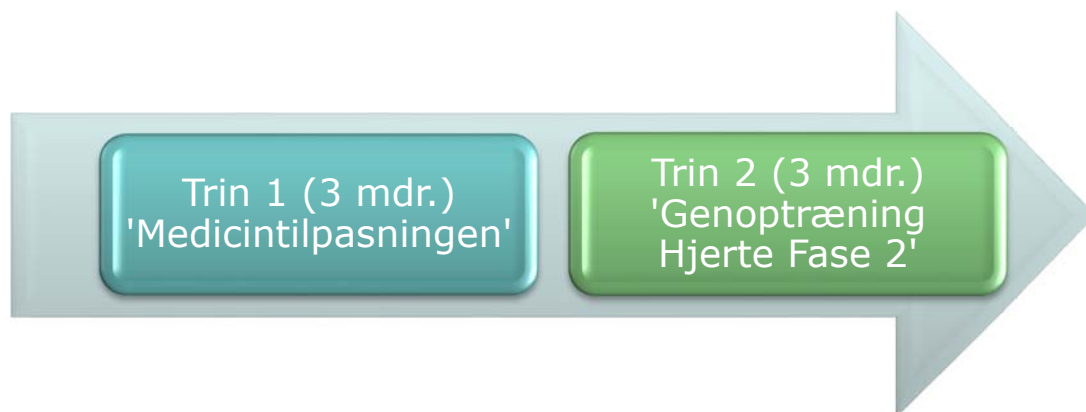 Trin 1 (3 mdr.)
'Medicintilpasningen'
Trin 2 (3 mdr.)
'Genoptræning
Hjerte Fase 2'